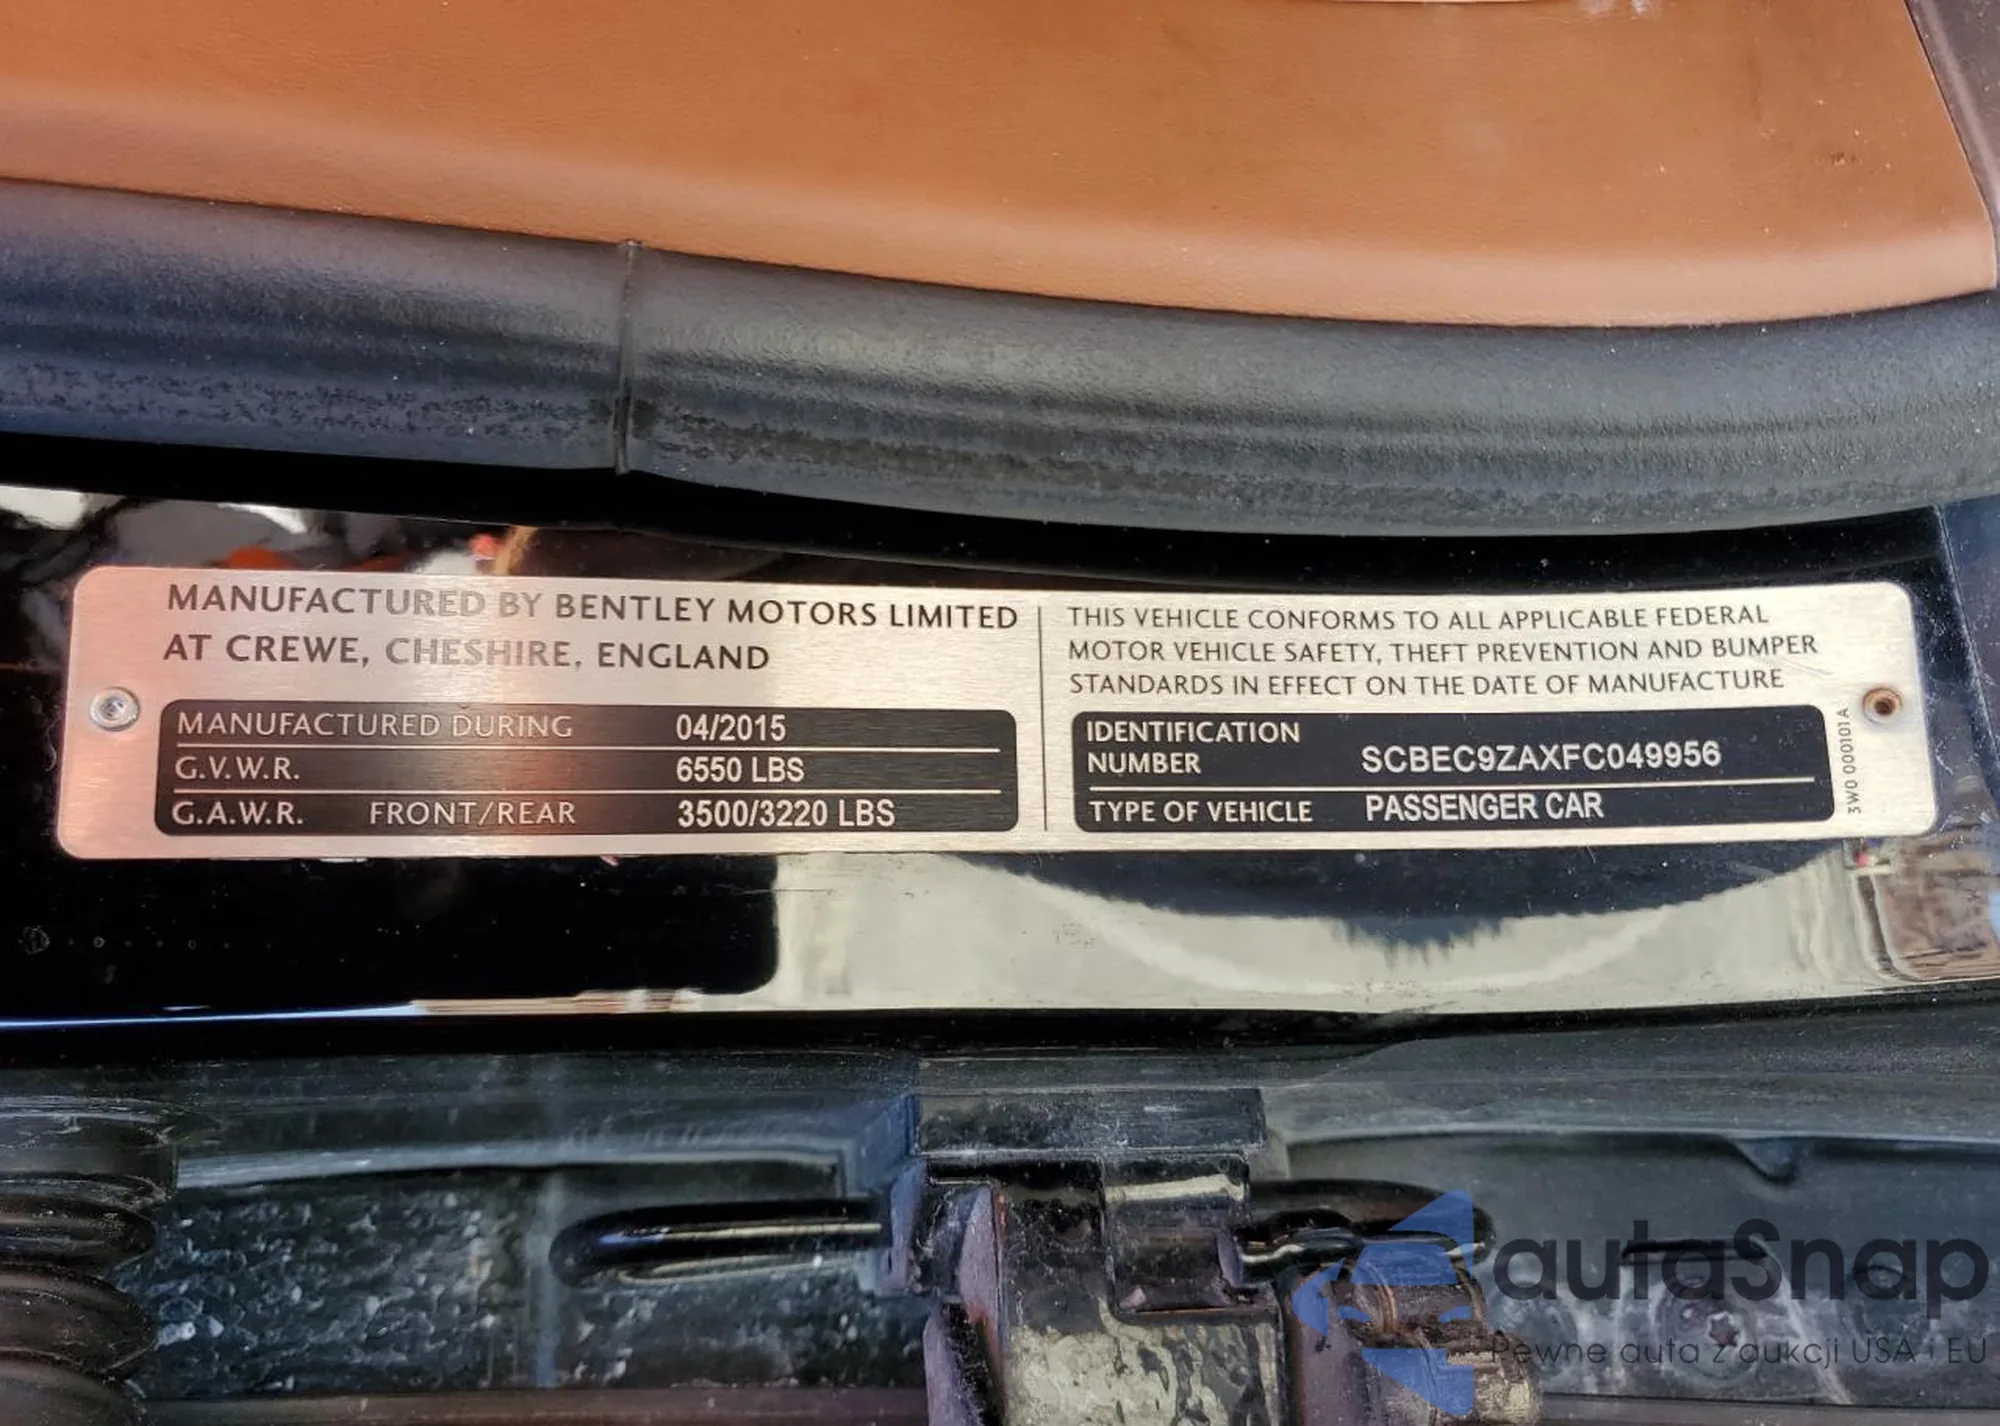 MANUFACTURED BY BENTLEY MOTORS LIMITED
AT CREWE, CHESHIRE, ENGLAND
MANUFACTURED DURING 04/2015
G.V.W.R. 6550 LBS
G.A.W.R. FRONT/REAR 3500/3220 LBS
THIS VEHICLE CONFORMS TO ALL APPLICABLE FEDERAL
MOTOR VEHICLE SAFETY, THEFT PREVENTION AND BUMPER
STANDARDS IN EFFECT ON THE DATE OF MANUFACTURE
IDENTIFICATION
NUMBER SCBEC9ZAXFC049956
TYPE OF VEHICLE PASSENGER CAR
3W0 000101 A
autaSnap
Pewne auta z aukcji USA i EU